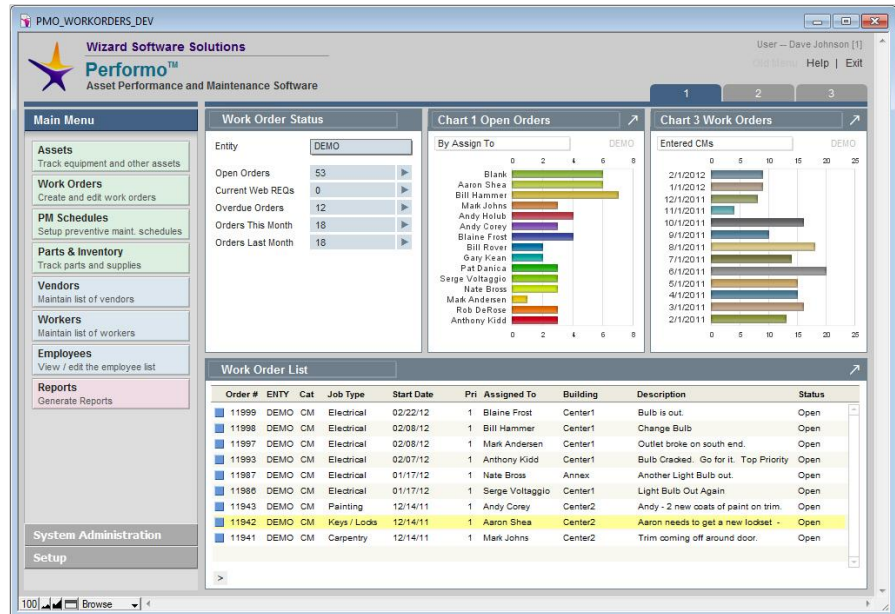 PMO_WORKORDERS_DEV
Wizard Software Solutions
Performo™
Asset Performance and Maintenance Software
User -- Dave Johnson [1]
Help | Exit
1 2 3
Main Menu
Assets
Track equipment and other assets
Work Orders
Create and edit work orders
PM Schedules
Setup preventive maint. schedules
Parts & Inventory
Track parts and supplies
Vendors
Maintain list of vendors
Workers
Maintain list of workers
Employees
View / edit the employee list
Reports
Generate Reports
System Administration
Setup
Work Order Status
Entity DEMO
Open Orders 53
Current Web REQs 0
Overdue Orders 12
Orders This Month 18
Orders Last Month 18
Chart 1 Open Orders
By Assign To DEMO
0 2 4 6 8
Blank
Aaron Shea
Bill Hammer
Mark Johns
Andy Holub
Andy Corey
Blaine Frost
Bill Rover
Gary Kean
Pat Danica
Serge Voltaggio
Nate Bross
Mark Andersen
Rob DeRose
Anthony Kidd
0 2 4 6 8
Chart 3 Work Orders
Entered CMs DEMO
0 5 10 15 20 25
2/1/2012
1/1/2012
12/1/2011
11/1/2011
10/1/2011
9/1/2011
8/1/2011
7/1/2011
6/1/2011
5/1/2011
4/1/2011
3/1/2011
2/1/2011
0 5 10 15 20 25
Work Order List
Order # ENTY Cat Job Type Start Date Pri Assigned To Building Description Status
11999 DEMO CM Electrical 02/22/12 1 Blaine Frost Center1 Bulb is out. Open
11998 DEMO CM Electrical 02/08/12 1 Bill Hammer Center1 Change Bulb Open
11997 DEMO CM Electrical 02/08/12 1 Mark Andersen Center1 Outlet broke on south end. Open
11993 DEMO CM Electrical 02/07/12 1 Anthony Kidd Center1 Bulb Cracked. Go for it. Top Priority Open
11987 DEMO CM Electrical 01/17/12 1 Nate Bross Annex Another Light Bulb out. Open
11986 DEMO CM Electrical 01/17/12 1 Serge Voltaggio Center1 Light Bulb Out Again Open
11943 DEMO CM Painting 12/14/11 1 Andy Corey Center2 Andy - 2 new coats of paint on trim. Open
11942 DEMO CM Keys / Locks 12/14/11 1 Aaron Shea Center2 Aaron needs to get a new lockset - Open
11941 DEMO CM Carpentry 12/14/11 1 Mark Johns Center2 Trim coming off around door. Open
>
100 Browse